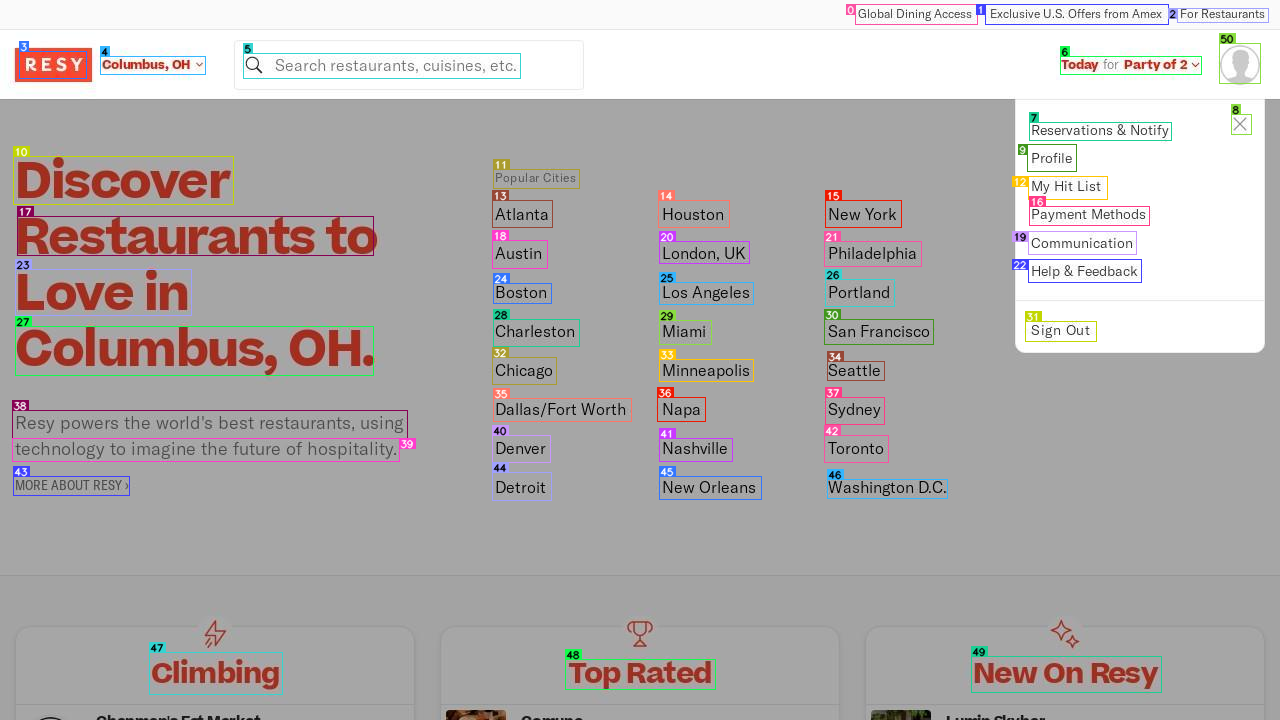 Global Dining Access
Exclusive U.S. Offers from Amex
For Restaurants
RESY
Columbus, OH
Search restaurants, cuisines, etc.
Today for Party of 2
0
1
2
3
4
5
6
50
7
8
Reservations & Notify
9
Profile
12
My Hit List
16
Payment Methods
19
Communication
22
Help & Feedback
31
Sign Out
10
Discover
17
Restaurants to
23
Love in
27
Columbus, OH.
38
Resy powers the world's best restaurants, using
technology to imagine the future of hospitality.
39
43
MORE ABOUT RESY ›
11
Popular Cities
13
Atlanta
18
Austin
24
Boston
28
Charleston
32
Chicago
35
Dallas/Fort Worth
40
Denver
44
Detroit
14
Houston
20
London, UK
25
Los Angeles
29
Miami
33
Minneapolis
36
Napa
41
Nashville
45
New Orleans
15
New York
21
Philadelphia
26
Portland
30
San Francisco
34
Seattle
37
Sydney
42
Toronto
46
Washington D.C.
47
Climbing
48
Top Rated
49
New On Resy